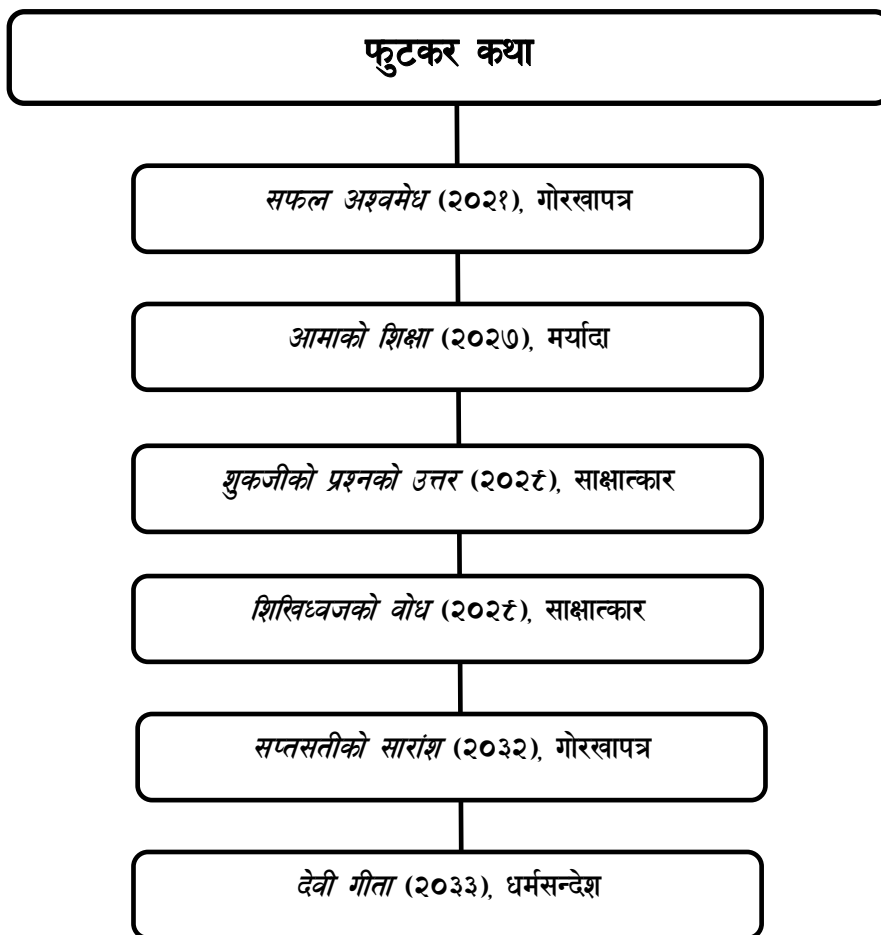 फुटकर कथा
सफल अश्वमेध (२०२१), गोरखापत्र
आमाको शिक्षा (२०२७), मर्यादा
शुकजीको प्रश्नको उत्तर (२०२९), साक्षात्कार
शिखिध्वजको वोध (२०२९), साक्षात्कार
सप्तसतीको सारांश (२०३२), गोरखापत्र
देवी गीता (२०३३), धर्मसन्देश